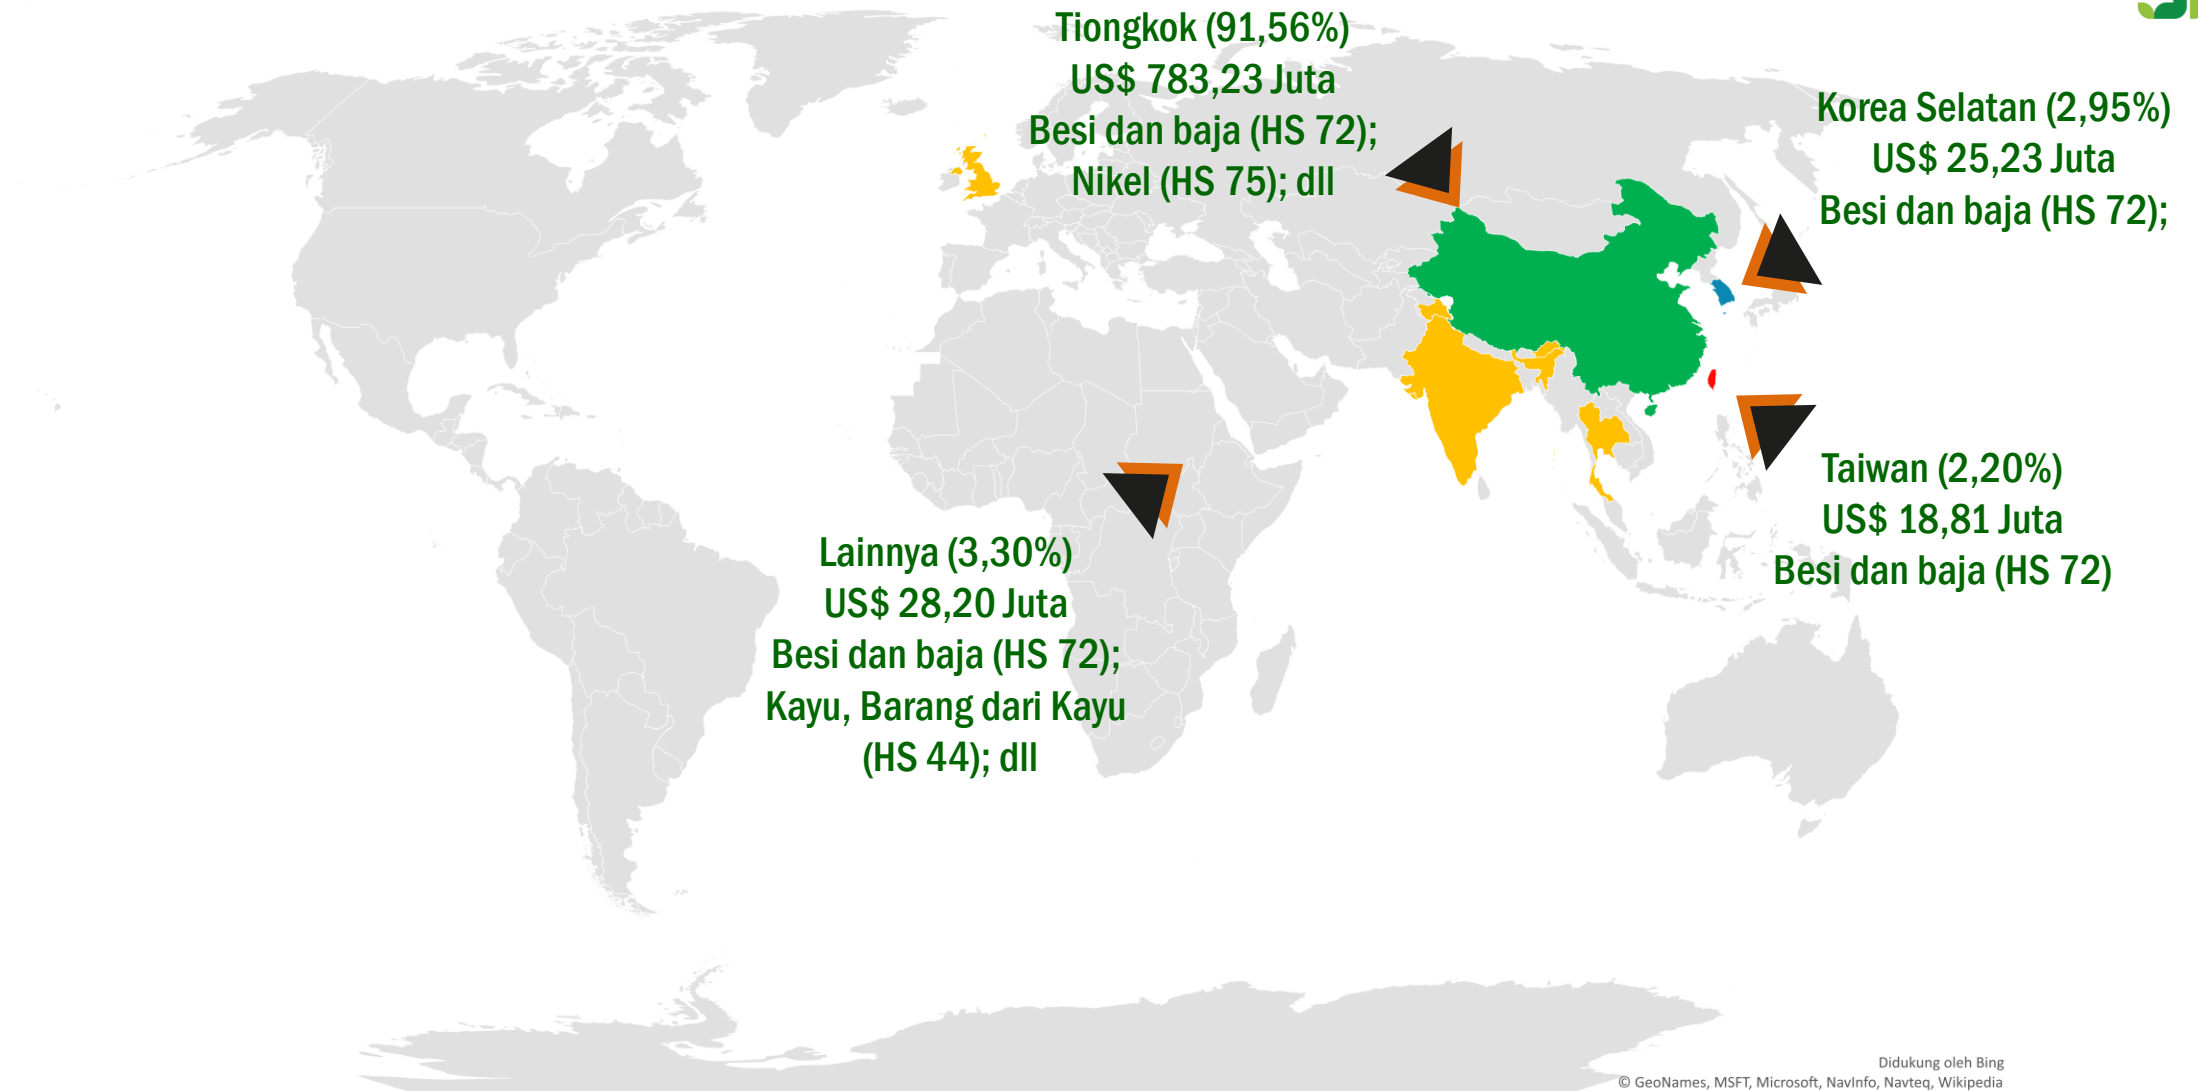 Tiongkok (91,56%)
US$ 783,23 Juta
Besi dan baja (HS 72);
Nikel (HS 75); dll
Korea Selatan (2,95%)
US$ 25,23 Juta
Besi dan baja (HS 72);
Taiwan (2,20%)
US$ 18,81 Juta
Besi dan baja (HS 72)
Lainnya (3,30%)
US$ 28,20 Juta
Besi dan baja (HS 72);
Kayu, Barang dari Kayu
(HS 44); dll
Didukung oleh Bing
© GeoNames, MSFT, Microsoft, NavInfo, Navteq, Wikipedia